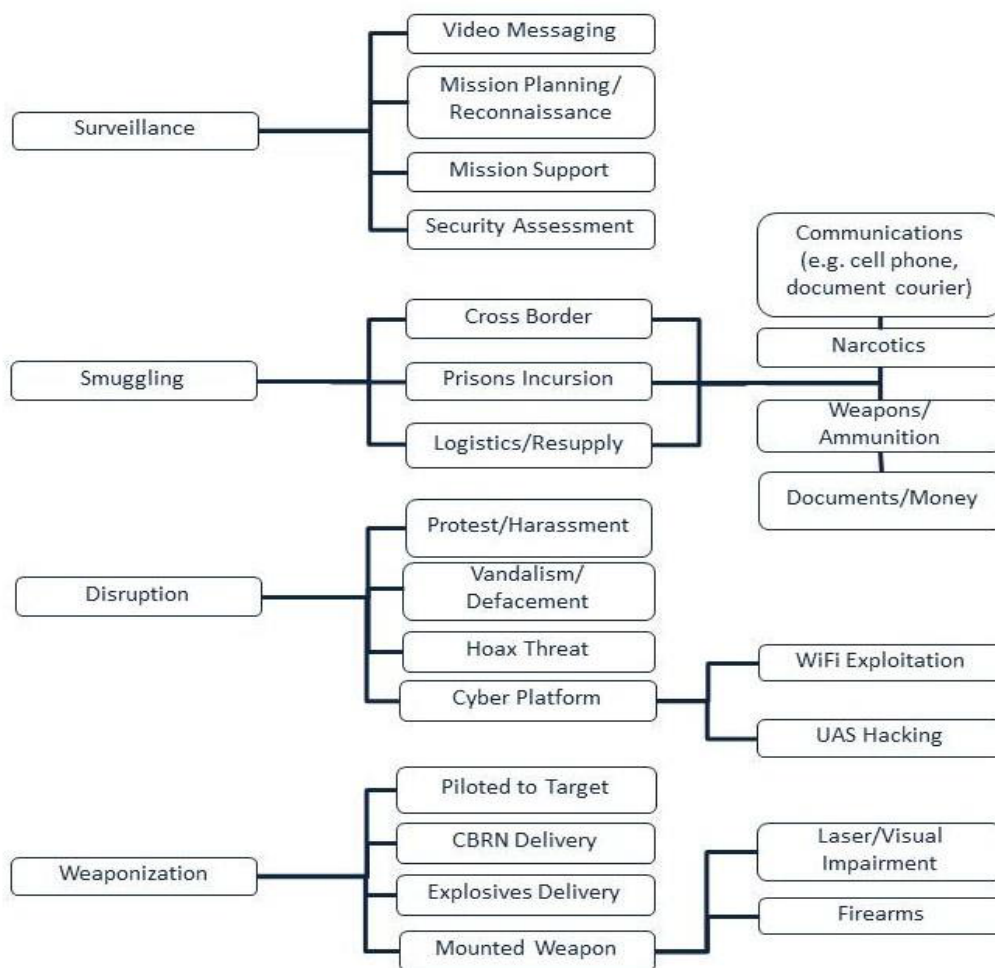 Surveillance
Video Messaging
Mission Planning/
Reconnaissance
Mission Support
Security Assessment
Smuggling
Cross Border
Prisons Incursion
Logistics/Resupply
Communications
(e.g. cell phone,
document courier)
Narcotics
Weapons/
Ammunition
Documents/Money
Disruption
Protest/Harassment
Vandalism/
Defacement
Hoax Threat
Cyber Platform
WiFi Exploitation
UAS Hacking
Weaponization
Piloted to Target
CBRN Delivery
Explosives Delivery
Mounted Weapon
Laser/Visual
Impairment
Firearms